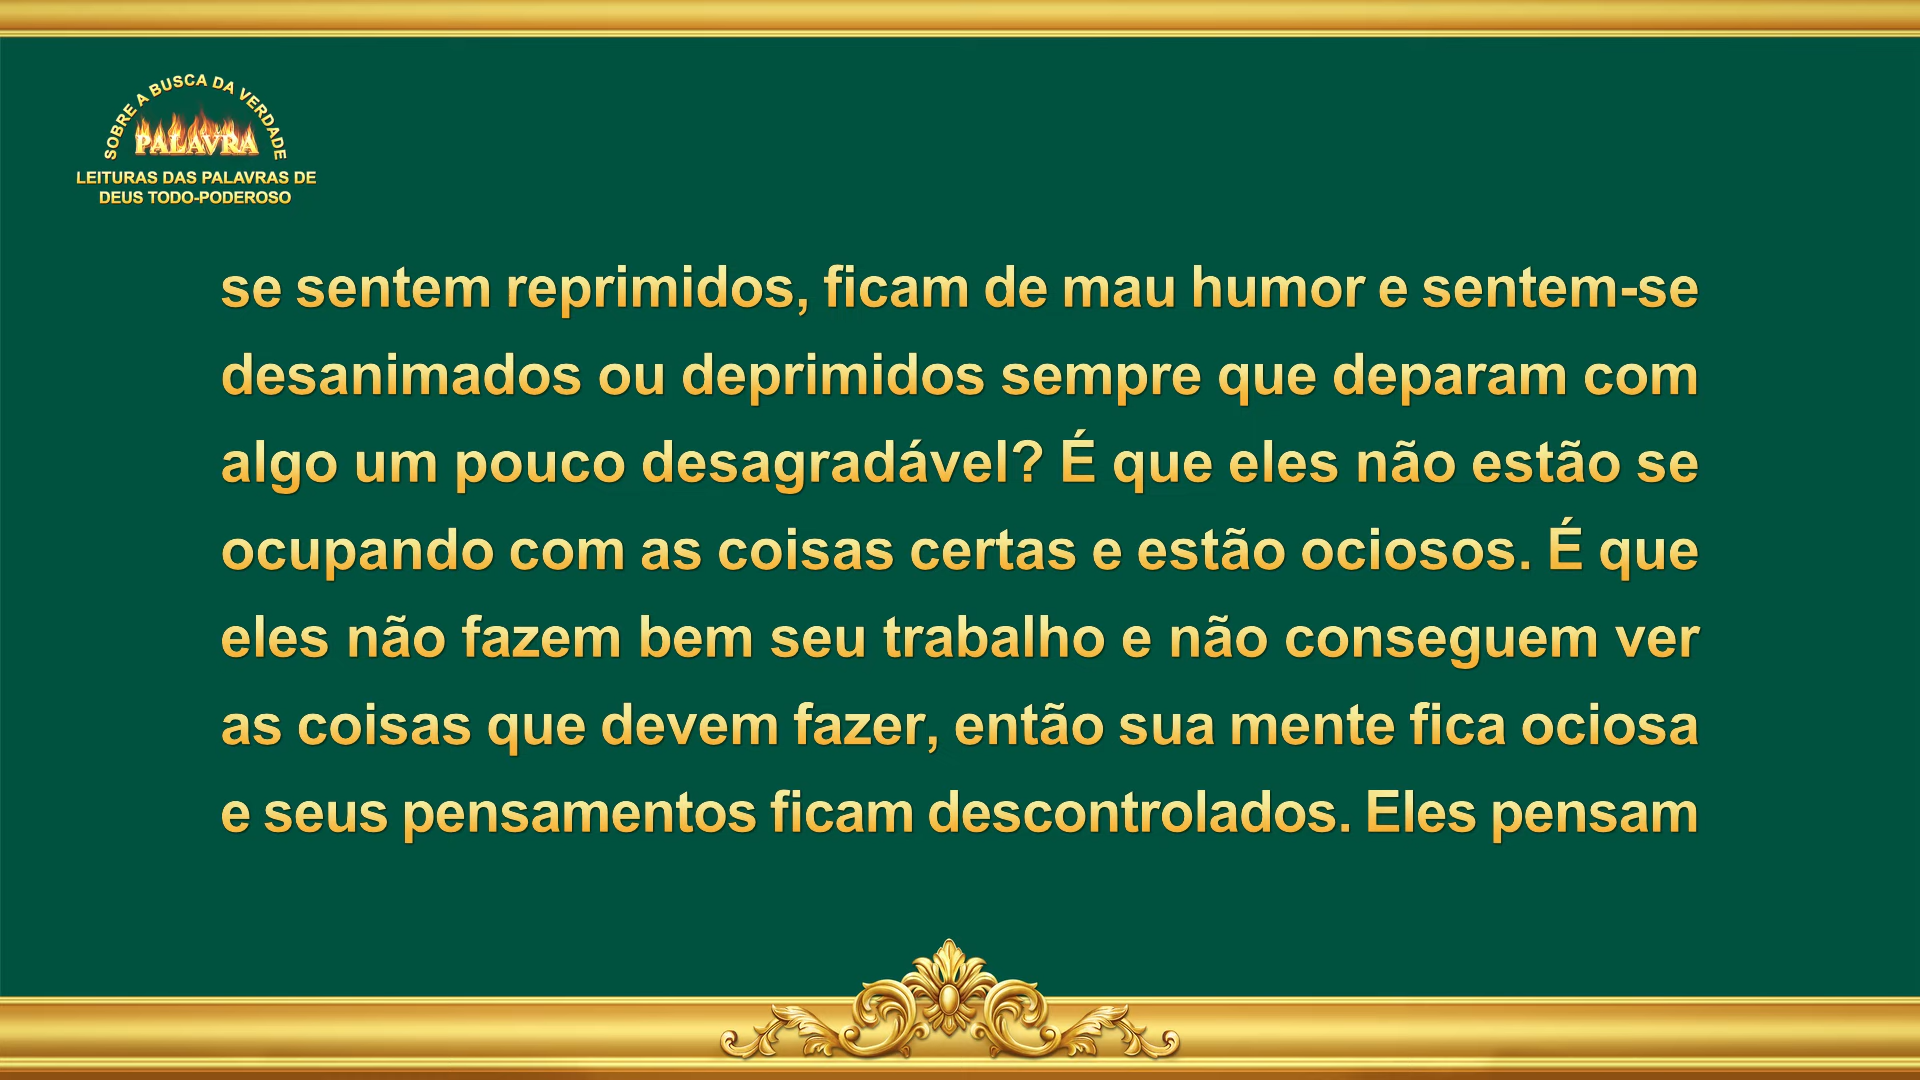 SOBRE A BUSCA DA VERDADE
PALAVRA
LEITURAS DAS PALAVRAS DE
DEUS TODO-PODEROSO
se sentem reprimidos, ficam de mau humor e sentem-se
desanimados ou deprimidos sempre que deparam com
algo um pouco desagradável? É que eles não estão se
ocupando com as coisas certas e estão ociosos. É que
eles não fazem bem seu trabalho e não conseguem ver
as coisas que devem fazer, então sua mente fica ociosa
e seus pensamentos ficam descontrolados. Eles pensam